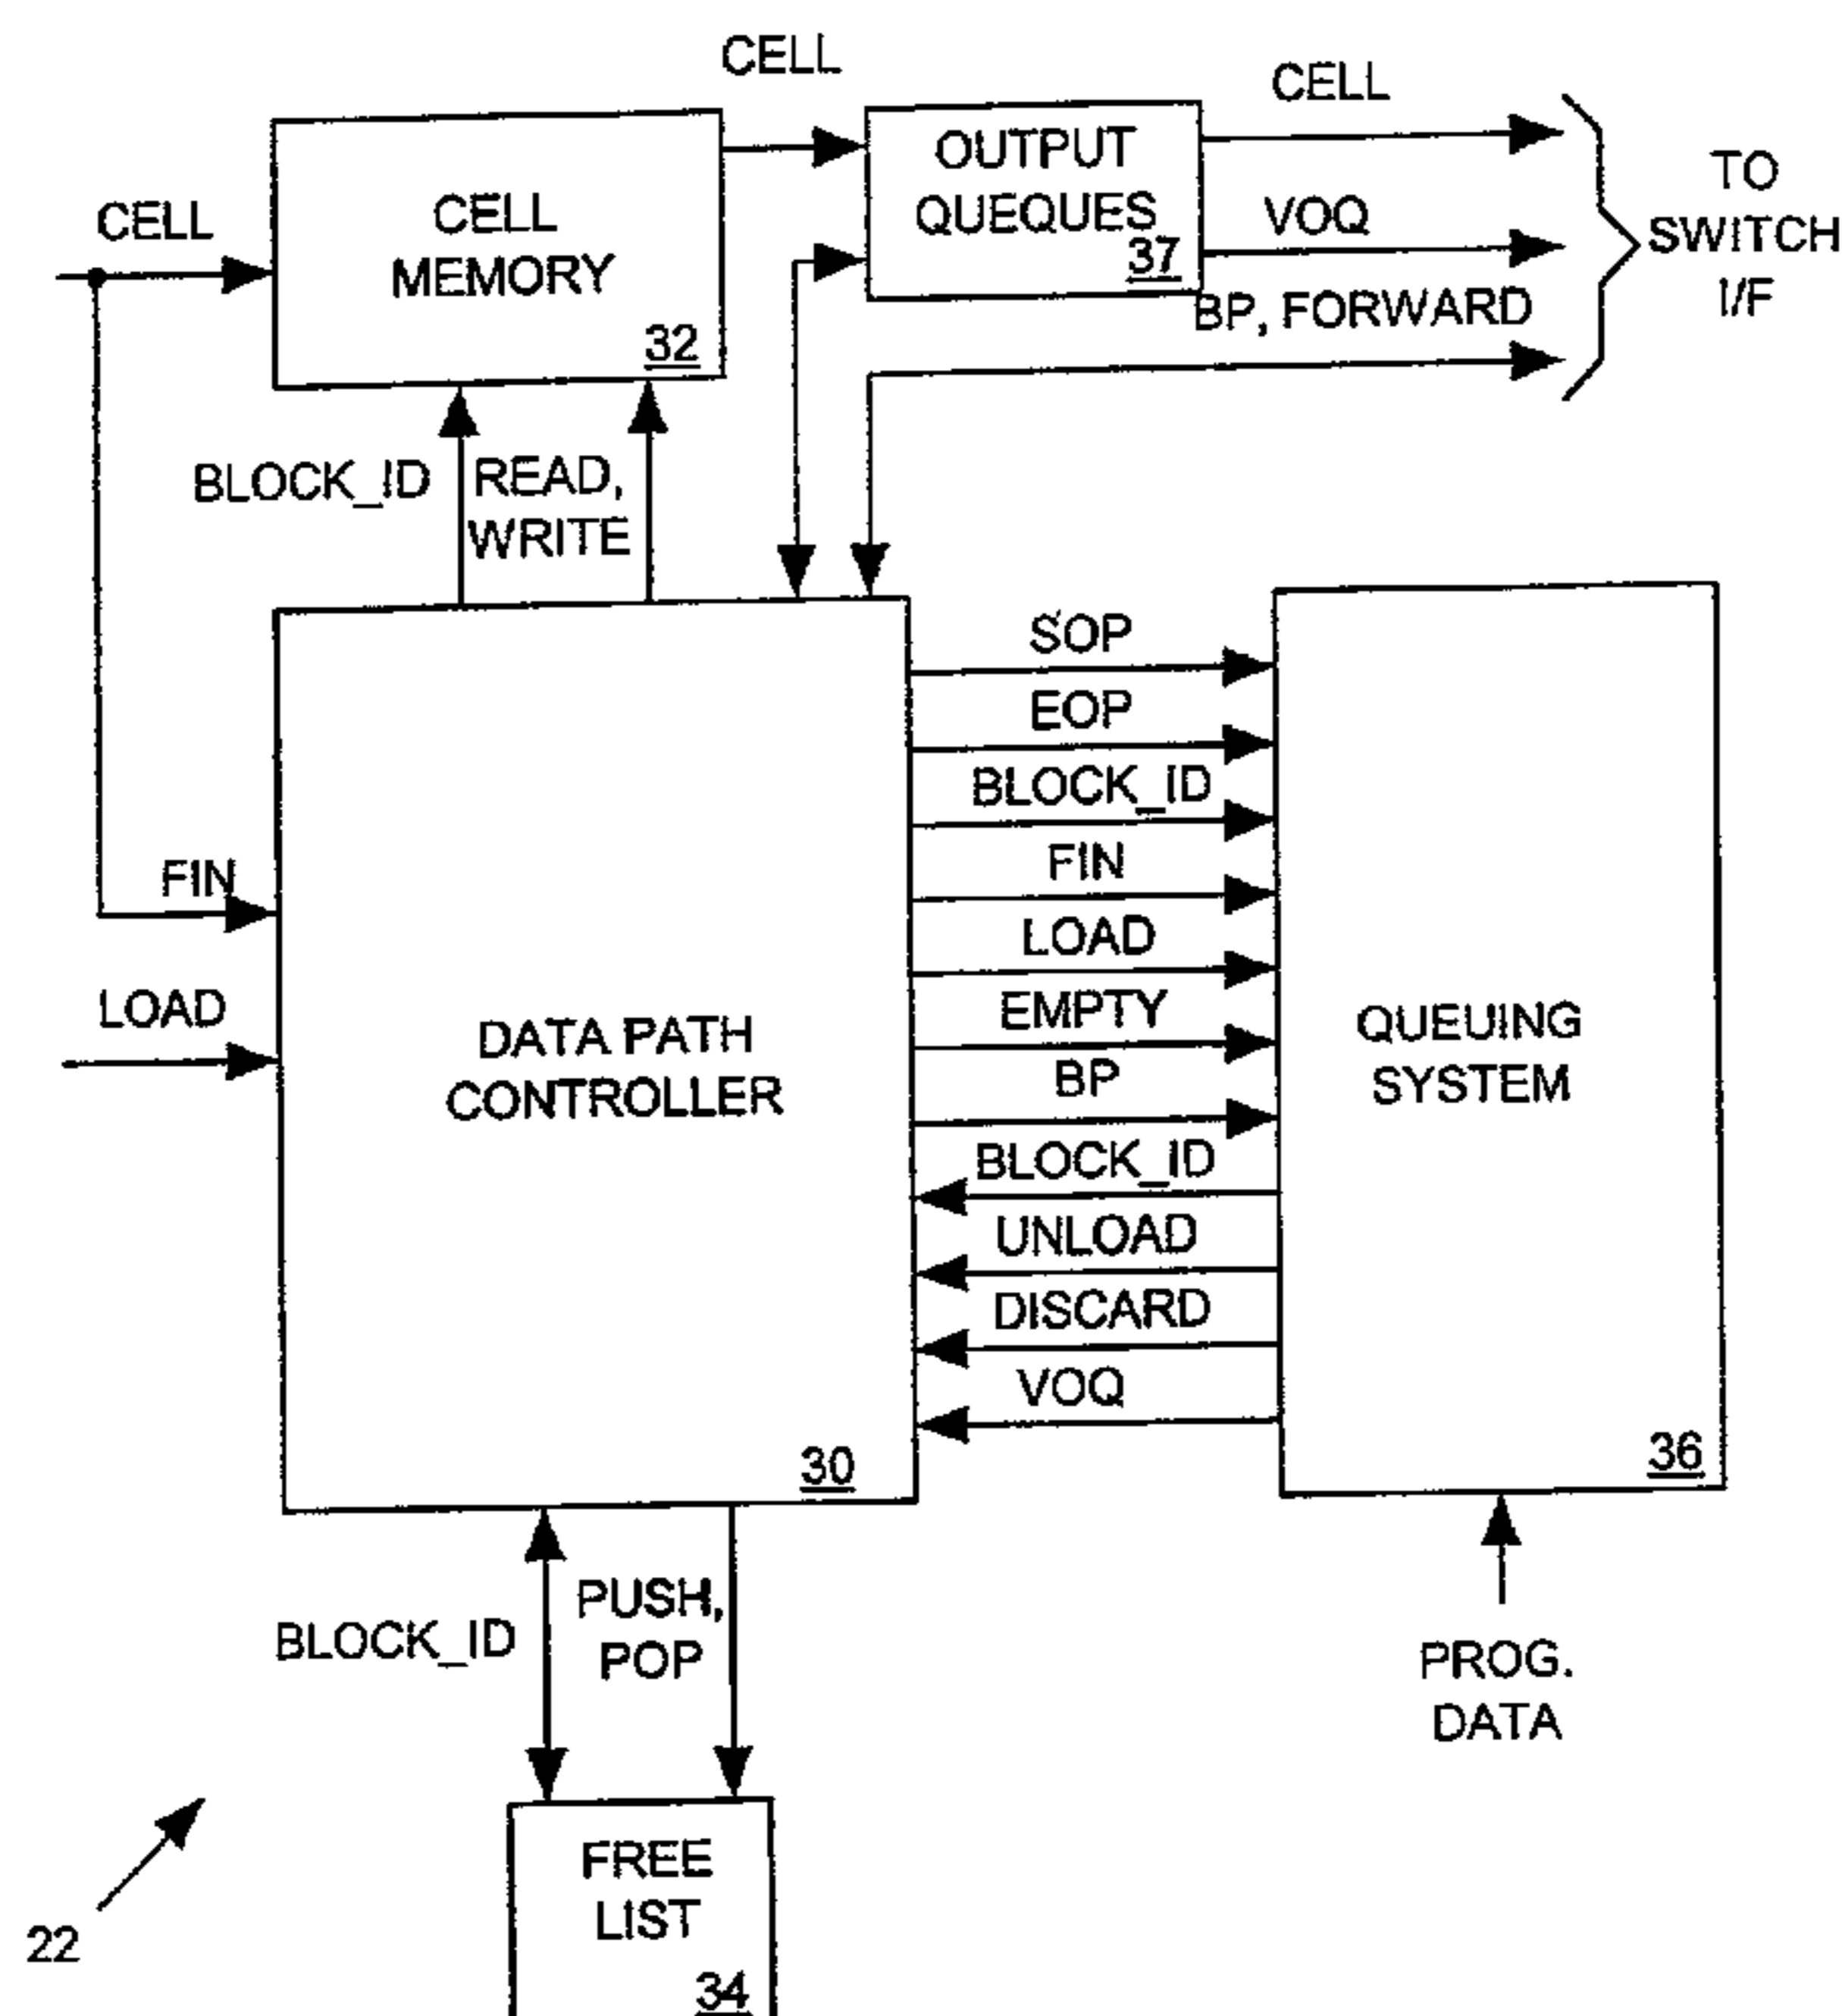 CELL
CELL
CELL
CELL
MEMORY
32
OUTPUT
QUEQUES
37
VOQ
BP, FORWARD
TO
SWITCH
I/F
BLOCK_ID
READ,
WRITE
FIN
LOAD
DATA PATH
CONTROLLER
30
SOP
EOP
BLOCK_ID
FIN
LOAD
EMPTY
BP
BLOCK_ID
UNLOAD
DISCARD
VOQ
QUEUING
SYSTEM
36
BLOCK_ID
PUSH,
POP
PROG.
DATA
FREE
LIST
34
22